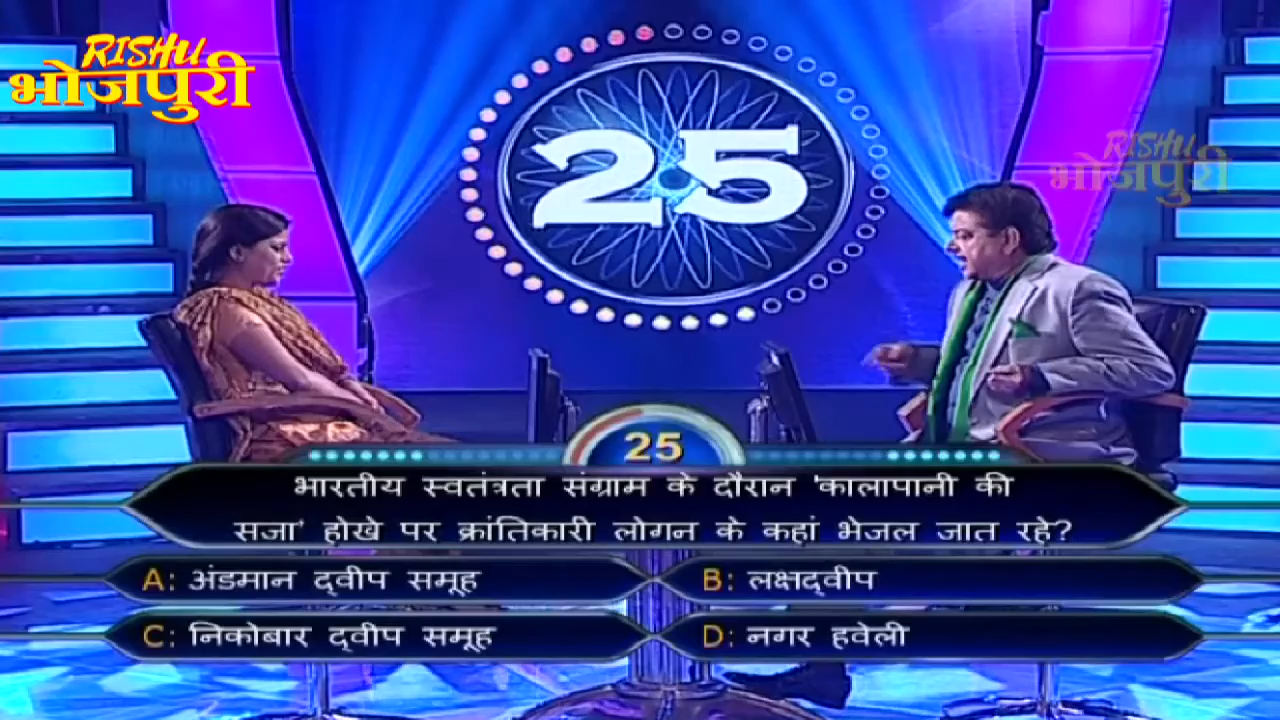 RISHU
भोजपुरी
RISHU
भोजपुरी
25
25
भारतीय स्वतंत्रता संग्राम के दौरान 'कालापानी की
सजा' होखे पर क्रांतिकारी लोगन के कहां भेजल जात रहे?
A: अंडमान द्वीप समूह
B: लक्षद्वीप
C: निकोबार द्वीप समूह
D: नगर हवेली